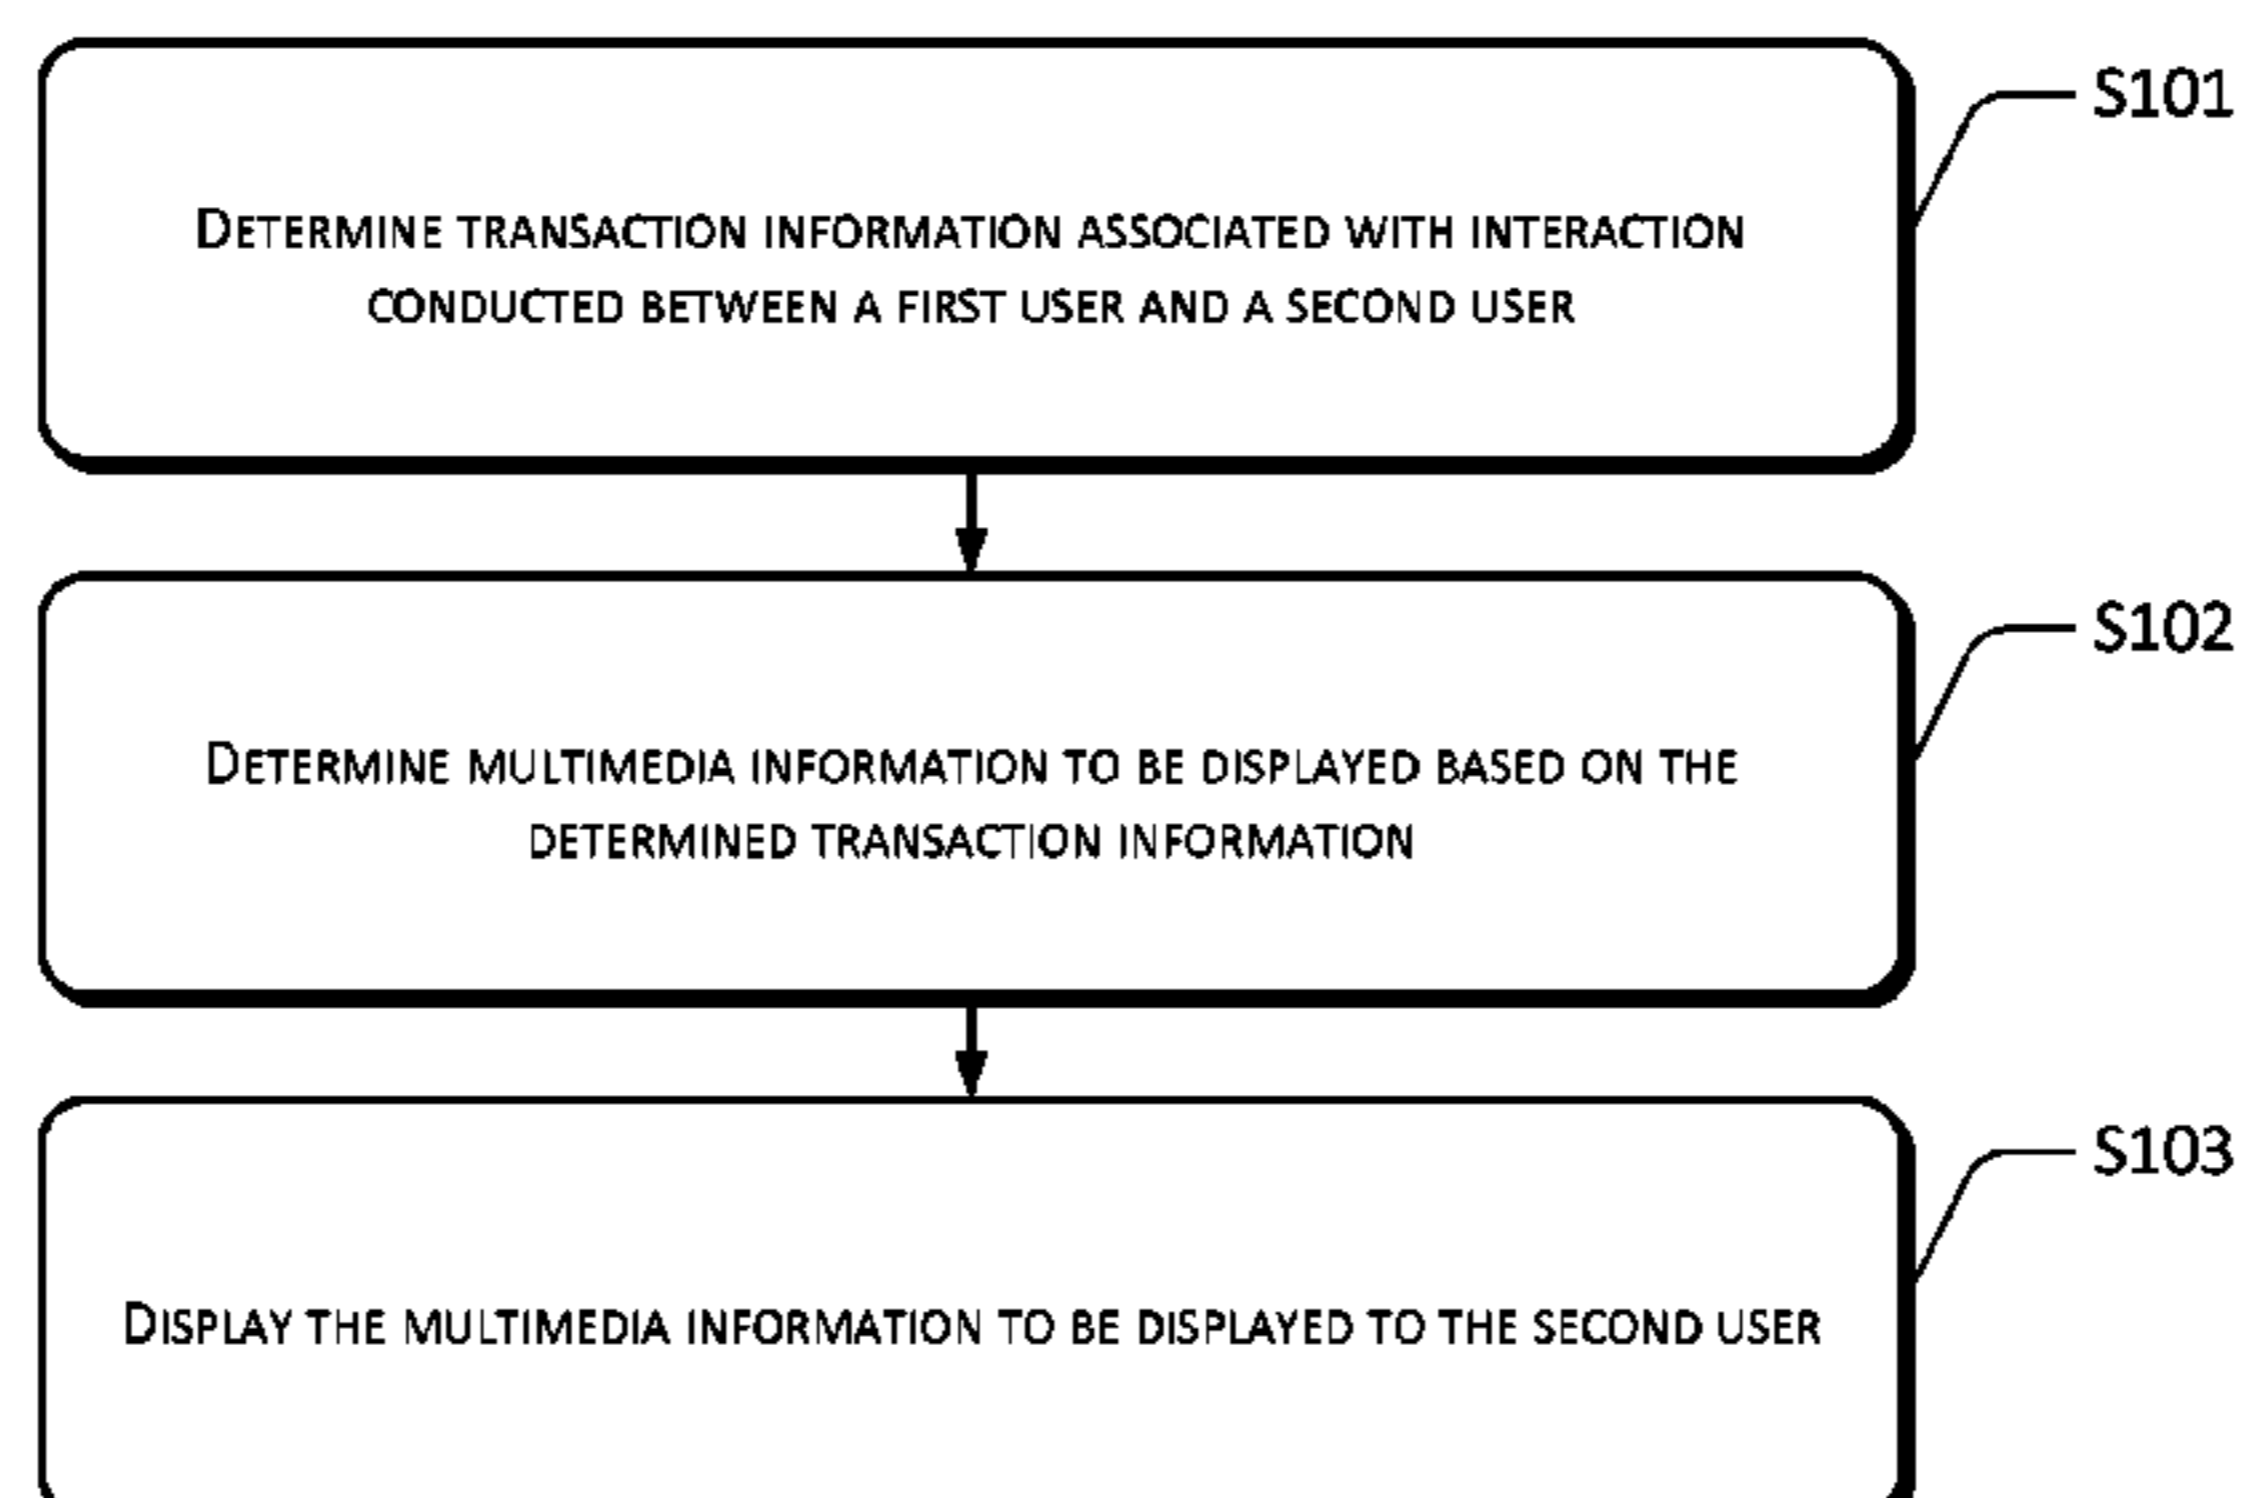 S101
DETERMINE TRANSACTION INFORMATION ASSOCIATED WITH INTERACTION
CONDUCTED BETWEEN A FIRST USER AND A SECOND USER
S102
DETERMINE MULTIMEDIA INFORMATION TO BE DISPLAYED BASED ON THE
DETERMINED TRANSACTION INFORMATION
S103
DISPLAY THE MULTIMEDIA INFORMATION TO BE DISPLAYED TO THE SECOND USER